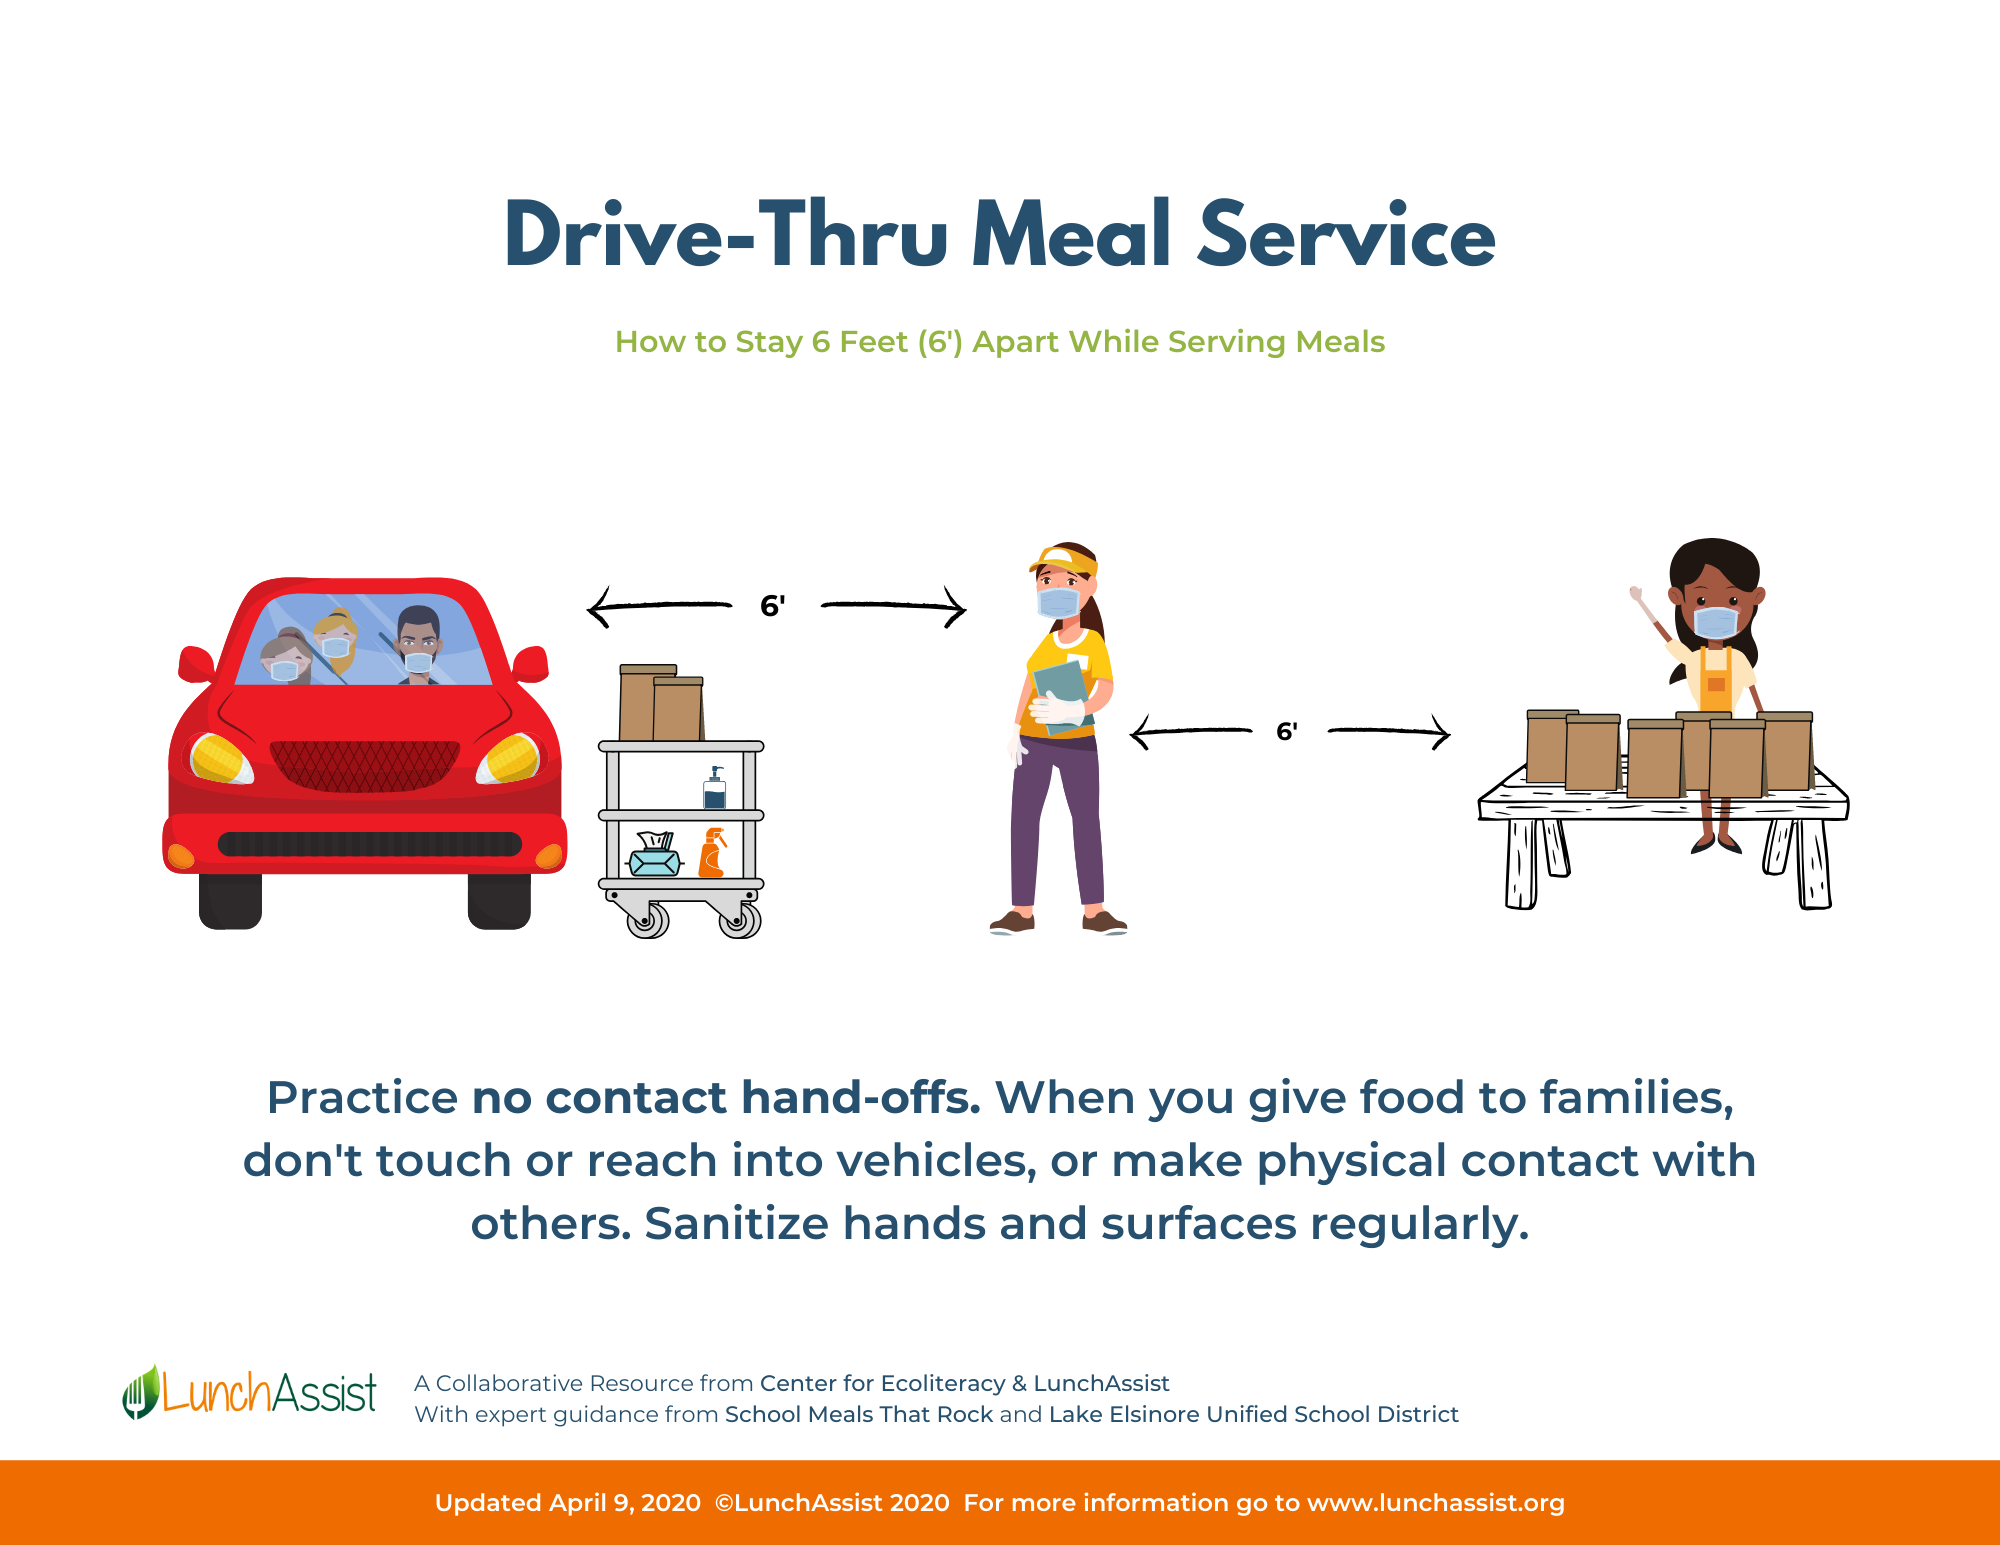 Drive-Thru Meal Service
How to Stay 6 Feet (6') Apart While Serving Meals
6'
6'
Practice no contact hand-offs. When you give food to families,
don't touch or reach into vehicles, or make physical contact with
others. Sanitize hands and surfaces regularly.
LunchAssist
A Collaborative Resource from Center for Ecoliteracy & LunchAssist
With expert guidance from School Meals That Rock and Lake Elsinore Unified School District
Updated April 9, 2020 ©LunchAssist 2020 For more information go to www.lunchassist.org